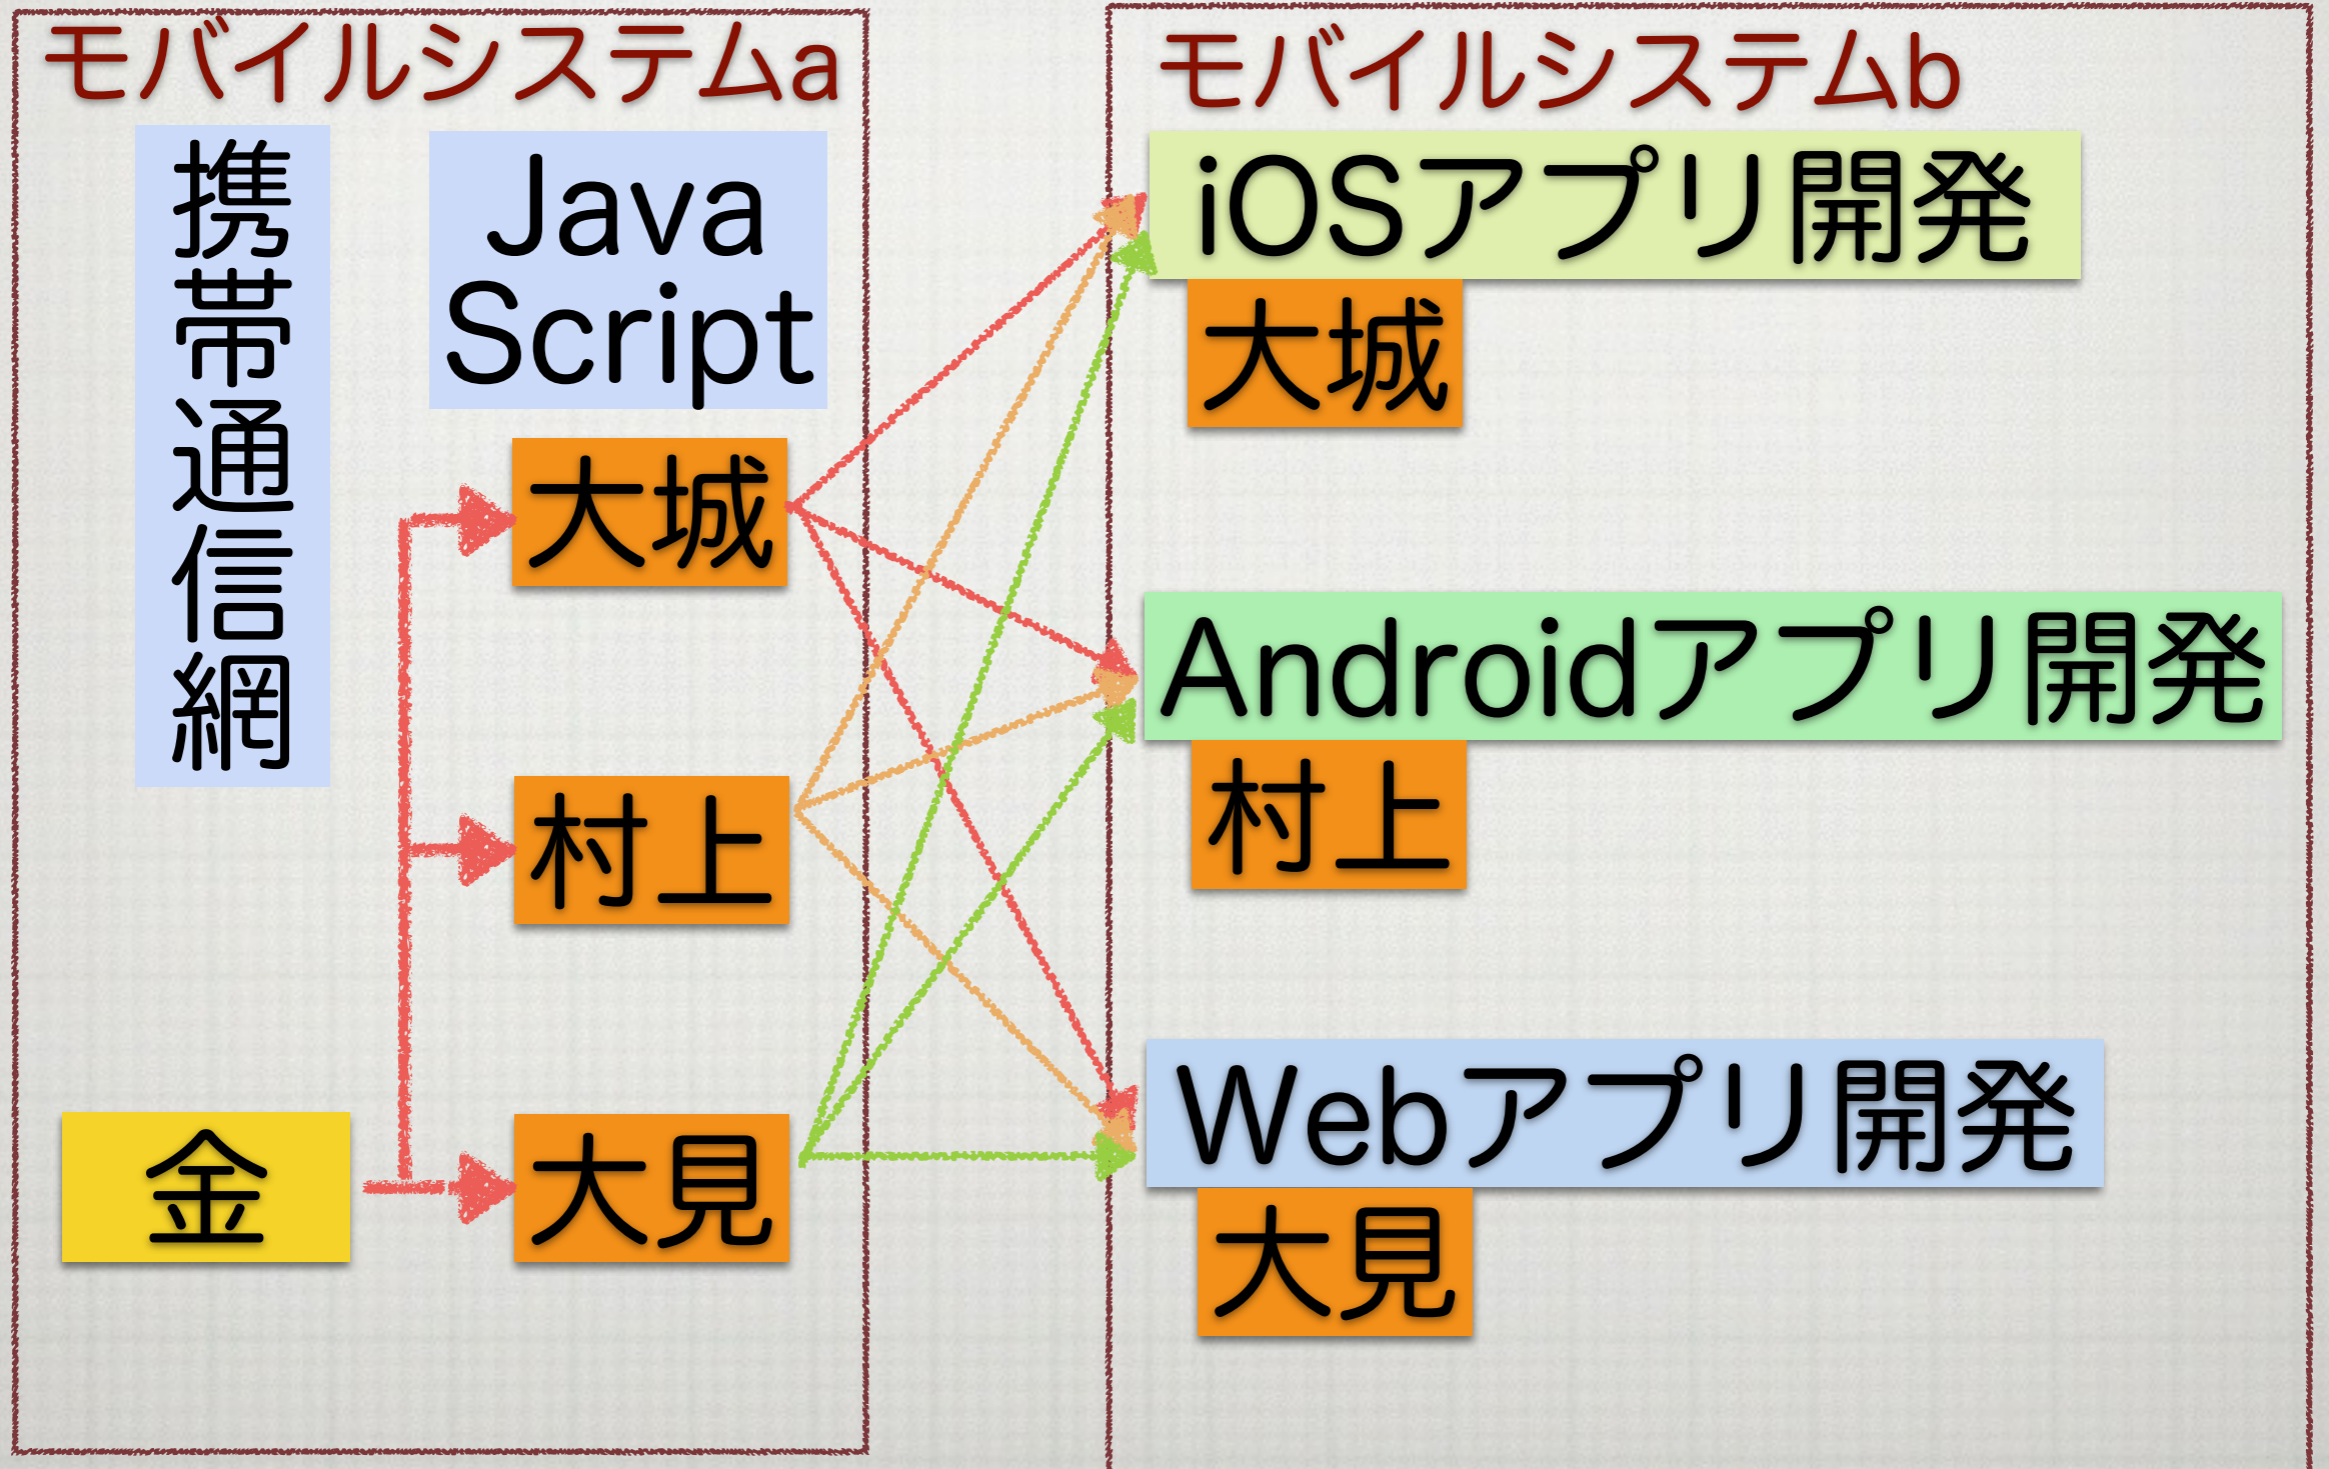 モバイルシステムa
携帯通信網
Java
Script
大城
村上
金
大見
モバイルシステムb
iOSアプリ開発
大城
Androidアプリ開発
村上
Webアプリ開発
大見